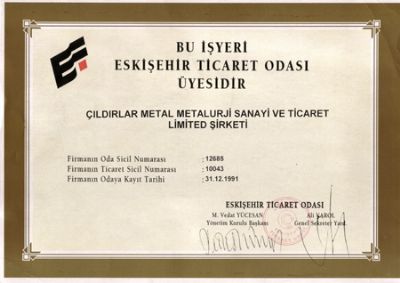 BU İŞYERİ
ESKİŞEHİR TİCARET ODASI
ÜYESİDİR
ÇILDIRLAR METAL METALURJİ SANAYİ VE TİCARET
LİMİTED ŞİRKETİ
Firmanın Oda Sicil Numarası : 12685
Firmanın Ticaret Sicil Numarası : 10043
Firmanın Odaya Kayıt Tarihi : 31.12.1991
ESKİŞEHİR TİCARET ODASI
M. Vedat YÜCESAN Ali KAROL
Yönetim Kurulu Başkanı Genel Sekreter Yard.